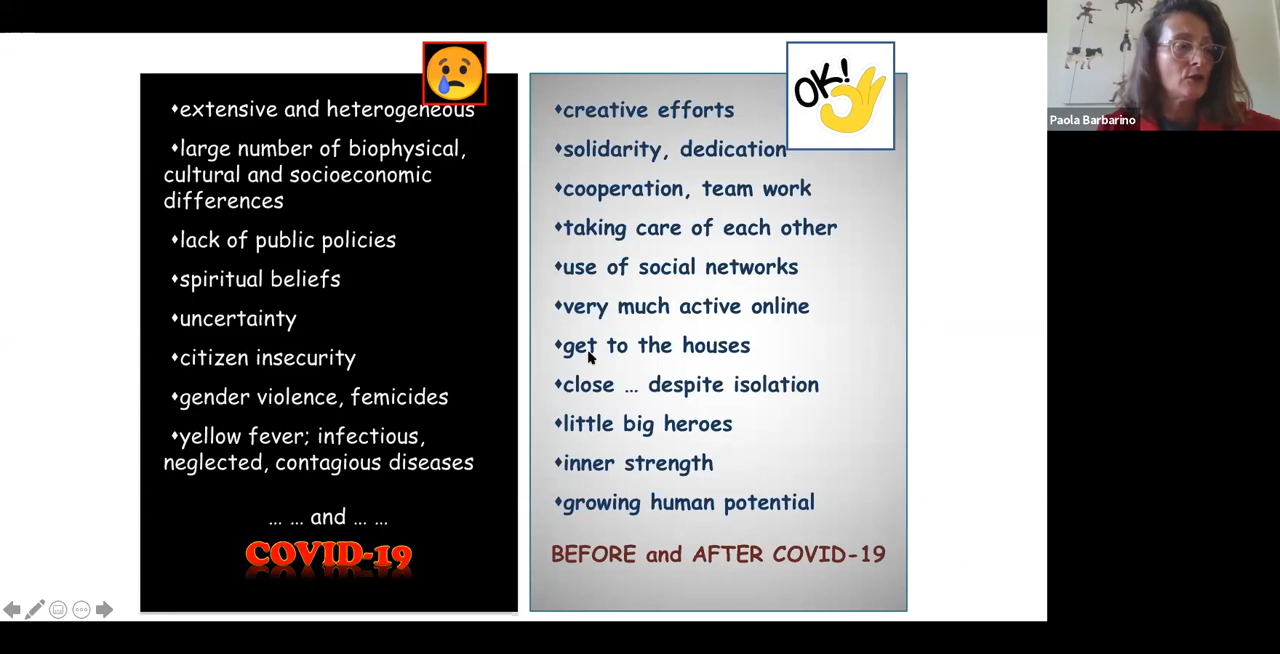 ♦extensive and heterogeneous
♦large number of biophysical,
cultural and socioeconomic
differences
♦lack of public policies
♦spiritual beliefs
♦uncertainty
♦citizen insecurity
♦gender violence, femicides
♦yellow fever; infectious,
neglected, contagious diseases
… … and … …
COVID-19
OK!
♦creative efforts
♦solidarity, dedication
♦cooperation, team work
♦taking care of each other
♦use of social networks
♦very much active online
♦get to the houses
♦close … despite isolation
♦little big heroes
♦inner strength
♦growing human potential
BEFORE and AFTER COVID-19
Paola Barbarino